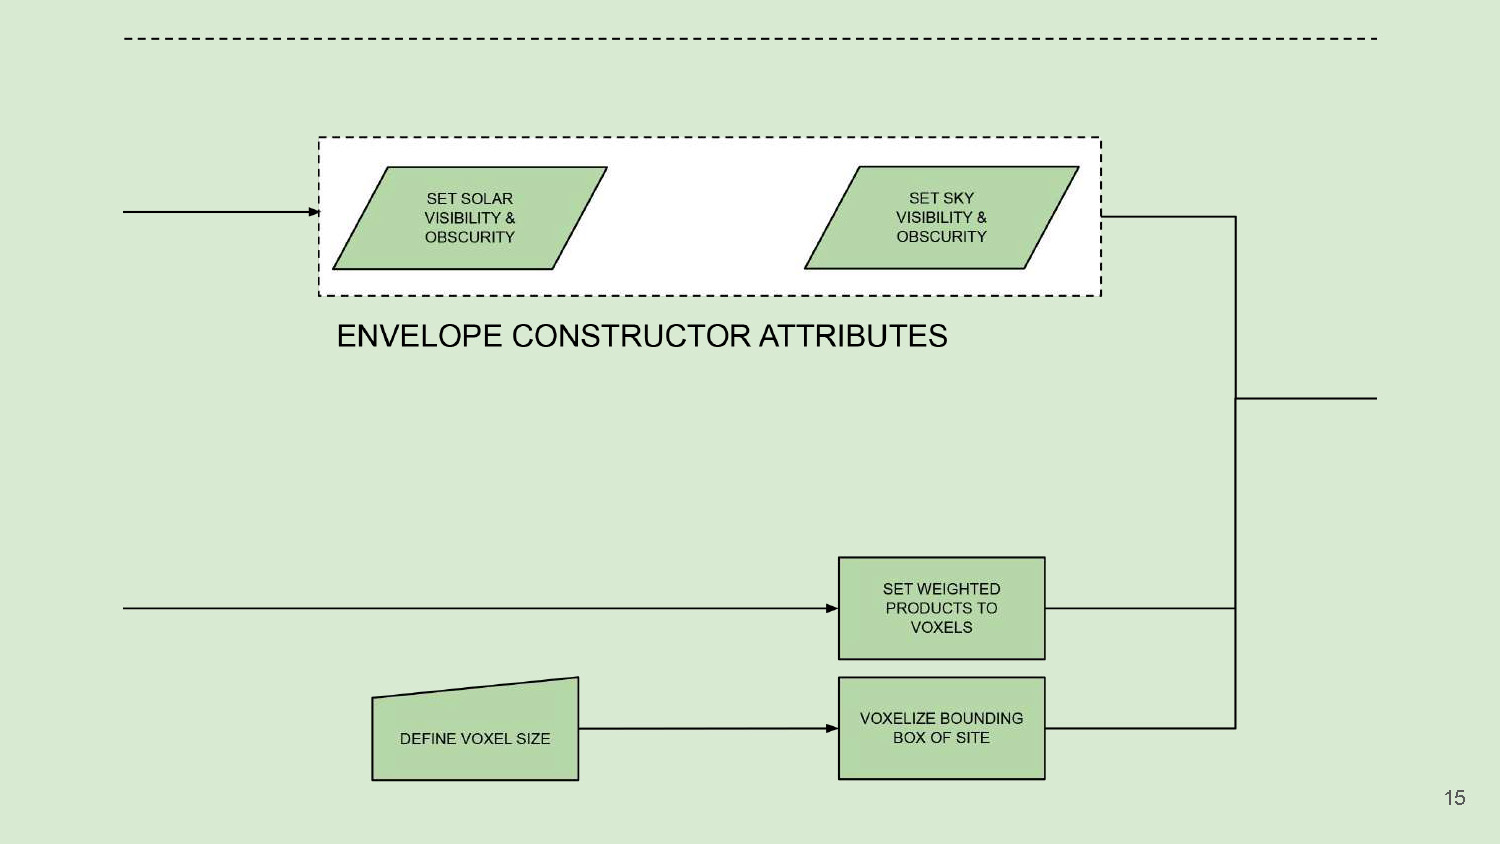 SET SOLAR
VISIBILITY &
OBSCURITY
SET SKY
VISIBILITY &
OBSCURITY
ENVELOPE CONSTRUCTOR ATTRIBUTES
SET WEIGHTED
PRODUCTS TO
VOXELS
DEFINE VOXEL SIZE
VOXELIZE BOUNDING
BOX OF SITE
15